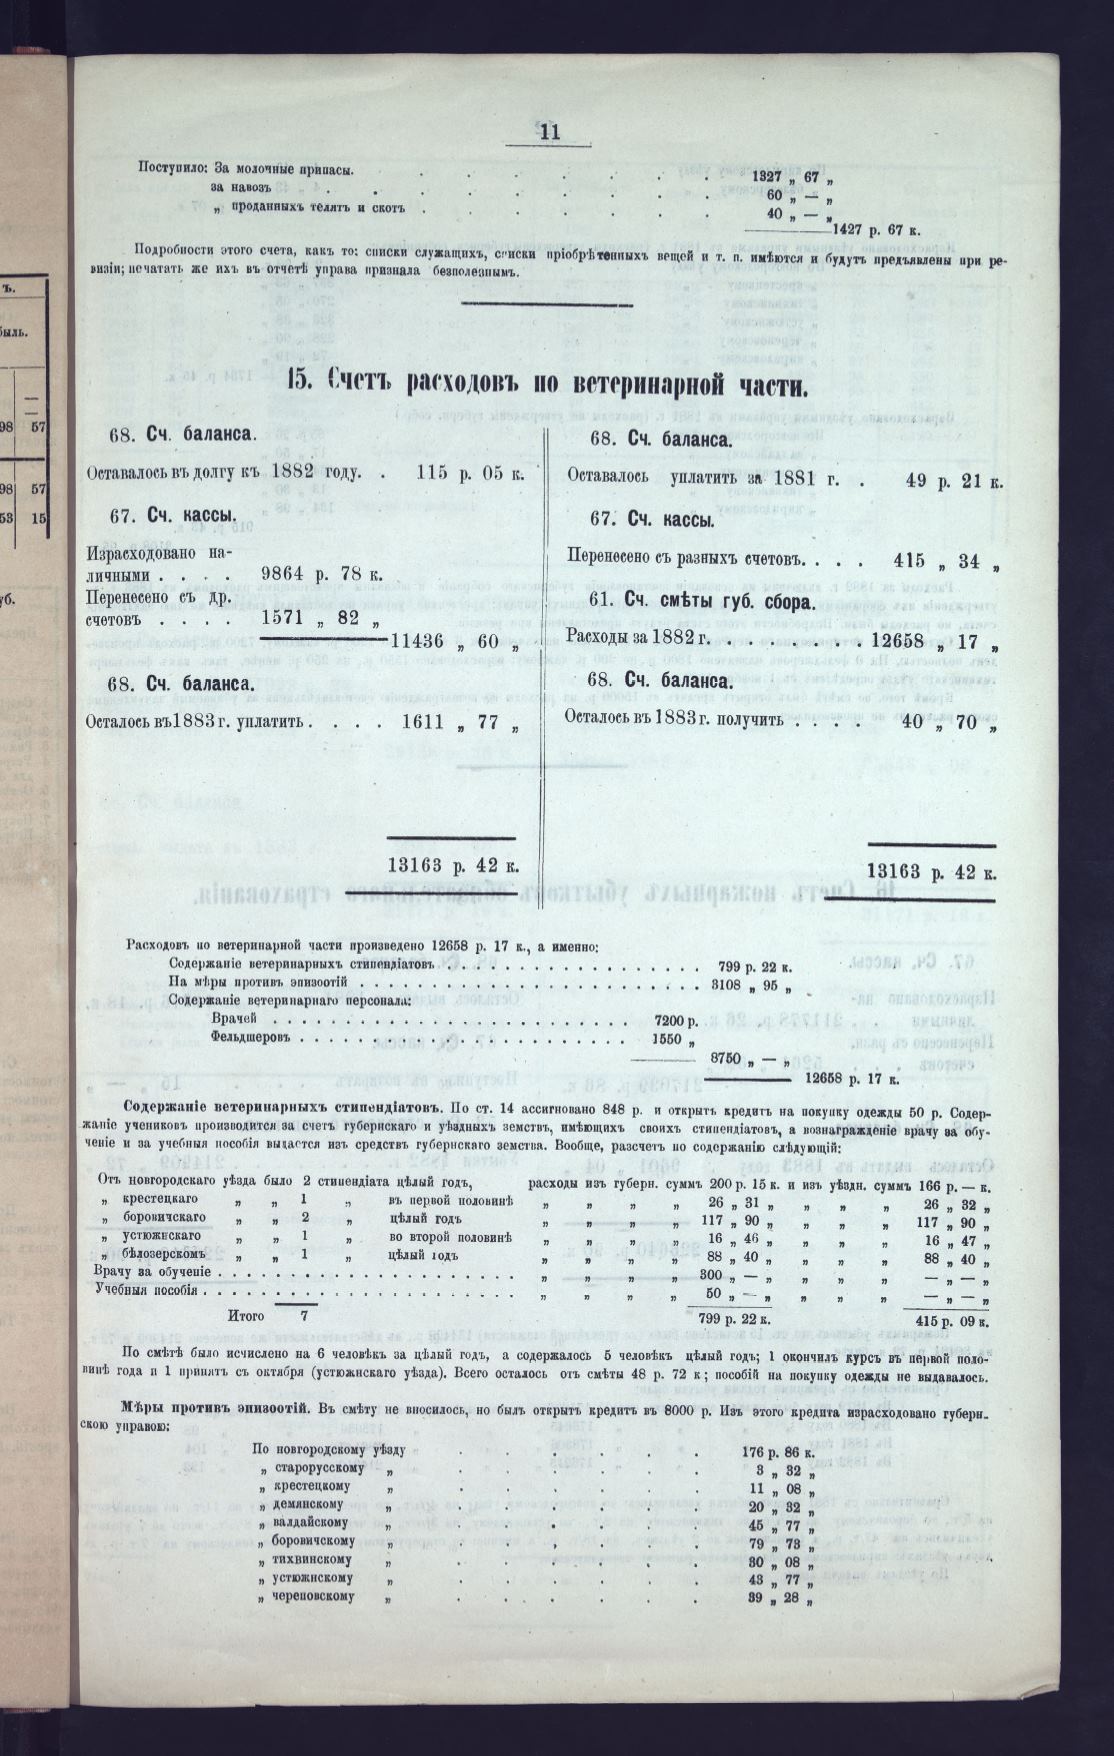 11
Поступило: За молочные припасы. 1327 „ 67 „
за навозъ 60 „ — „
„ проданныхъ телятъ и скотъ 40 „ — „
1427 р. 67 к.
Подробности этого счета, какъ то: списки служащихъ, списки пріобрѣтенныхъ вещей и т. п. имѣются и будутъ предъявлены при ре-
визіи; печатать же ихъ въ отчетѣ управа признала безполезнымъ.
15. Счетъ расходовъ по ветеринарной части.
68. Сч. баланса.
Оставалось въ долгу къ 1882 году. . 115 р. 05 к.
67. Сч. кассы.
Израсходовано на-
личными . . . . 9864 р. 78 к.
Перенесено съ др.
счетовъ . . . . 1571 „ 82 „
11436 „ 60 „
68. Сч. баланса.
Осталось въ 1883 г. уплатить . . . . 1611 „ 77 „
13163 р. 42 к.
68. Сч. баланса.
Оставалось уплатить за 1881 г. . 49 р. 21 к.
67. Сч. кассы.
Перенесено съ разныхъ счетовъ. . . . 415 „ 34 „
61. Сч. смѣты губ. сбора.
Расходы за 1882 г. . . . . . . . 12658 „ 17 „
68. Сч. баланса.
Осталось въ 1883 г. получить . . . . 40 „ 70 „
13163 р. 42 к.
Расходовъ по ветеринарной части произведено 12658 р. 17 к., а именно:
Содержаніе ветеринарныхъ стипендіатовъ . . . 799 р. 22 к.
На мѣры противъ эпизоотій . . . 3108 „ 95 „
Содержаніе ветеринарнаго персонала:
Врачей . . . 7200 р.
Фельдшеровъ . . . 1550 „
8750 „ — „
12658 р. 17 к.
Содержаніе ветеринарныхъ стипендіатовъ. По ст. 14 ассигновано 848 р. и открытъ кредитъ на покупку одежды 50 р. Содер-
жаніе учениковъ производится за счетъ губернскаго и уѣздныхъ земствъ, имѣющихъ своихъ стипендіатовъ, а вознагражденіе врачу за обу-
ченіе и за учебныя пособія выдается изъ средствъ губернскаго земства. Вообще, разсчетъ по содержанію слѣдующій:
Отъ новгородскаго уѣзда было 2 стипендіата цѣлый годъ, расходы изъ губерн. суммъ 200 р. 15 к. и изъ уѣздн. суммъ 166 р. — к.
„ крестецкаго „ „ 1 „ въ первой половинѣ „ „ „ „ 26 „ 31 „ „ „ „ 26 „ 32 „
„ боровичскаго „ „ 2 „ цѣлый годъ „ „ „ „ 117 „ 90 „ „ „ „ 117 „ 90 „
„ устюжнскаго „ „ 1 „ во второй половинѣ „ „ „ „ 16 „ 46 „ „ „ „ 16 „ 47 „
„ бѣлозерскомъ „ „ 1 „ цѣлый годъ „ „ „ „ 88 „ 40 „ „ „ „ 88 „ 40 „
Врачу за обученіе . . . „ „ „ „ 300 „ — „ „ „ „ — „ — „
Учебныя пособія . . . „ „ „ „ 50 „ — „ „ „ „ — „ — „
Итого 7 799 р. 22 к. 415 р. 09 к.
По смѣтѣ было исчислено на 6 человѣкъ за цѣлый годъ, а содержалось 5 человѣкъ цѣлый годъ; 1 окончилъ курсъ въ первой поло-
винѣ года и 1 принятъ съ октября (устюжнскаго уѣзда). Всего осталось отъ смѣты 48 р. 72 к; пособій на покупку одежды не выдавалось.
Мѣры противъ эпизоотій. Въ смѣту не вносилось, но былъ открытъ кредитъ въ 8000 р. Изъ этого кредита израсходовано губерн-
скою управою:
По новгородскому уѣзду 176 р. 86 к.
„ старорусскому „ 3 „ 32 „
„ крестецкому „ 11 „ 08 „
„ демянскому „ 20 „ 32 „
„ валдайскому „ 45 „ 77 „
„ боровичскому „ 79 „ 73 „
„ тихвинскому „ 30 „ 08 „
„ устюжнскому „ 43 „ 77 „
„ череповскому „ 39 „ 28 „